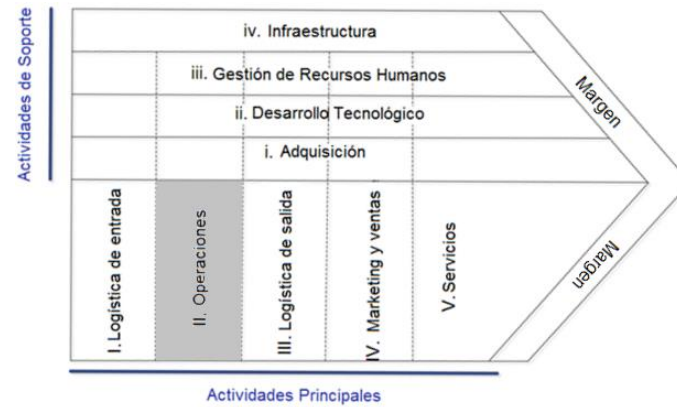 Actividades de Soporte
iv. Infraestructura
iii. Gestión de Recursos Humanos
ii. Desarrollo Tecnológico
i. Adquisición
Margen
I.Logística de entrada
II. Operaciones
III. Logística de salida
IV. Marketing y ventas
V. Servicios
Margen
Actividades Principales